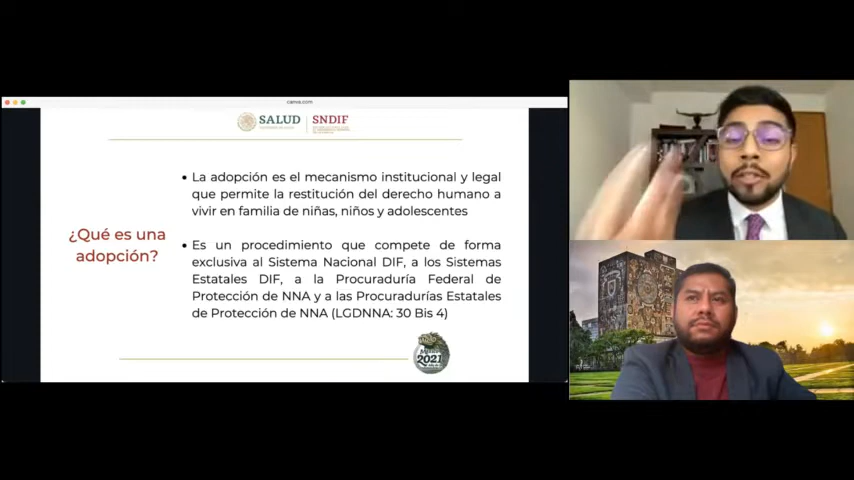 canva.com
SALUD
SNDIF
La adopción es el mecanismo institucional y legal
que permite la restitución del derecho humano a
vivir en familia de niñas, niños y adolescentes
¿Qué es una
adopción?
Es un procedimiento que compete de forma
exclusiva al Sistema Nacional DIF, a los Sistemas
Estatales DIF, a la Procuraduría Federal de
Protección de NNA y a las Procuradurías Estatales
de Protección de NNA (LGDNNA: 30 Bis 4)
2021